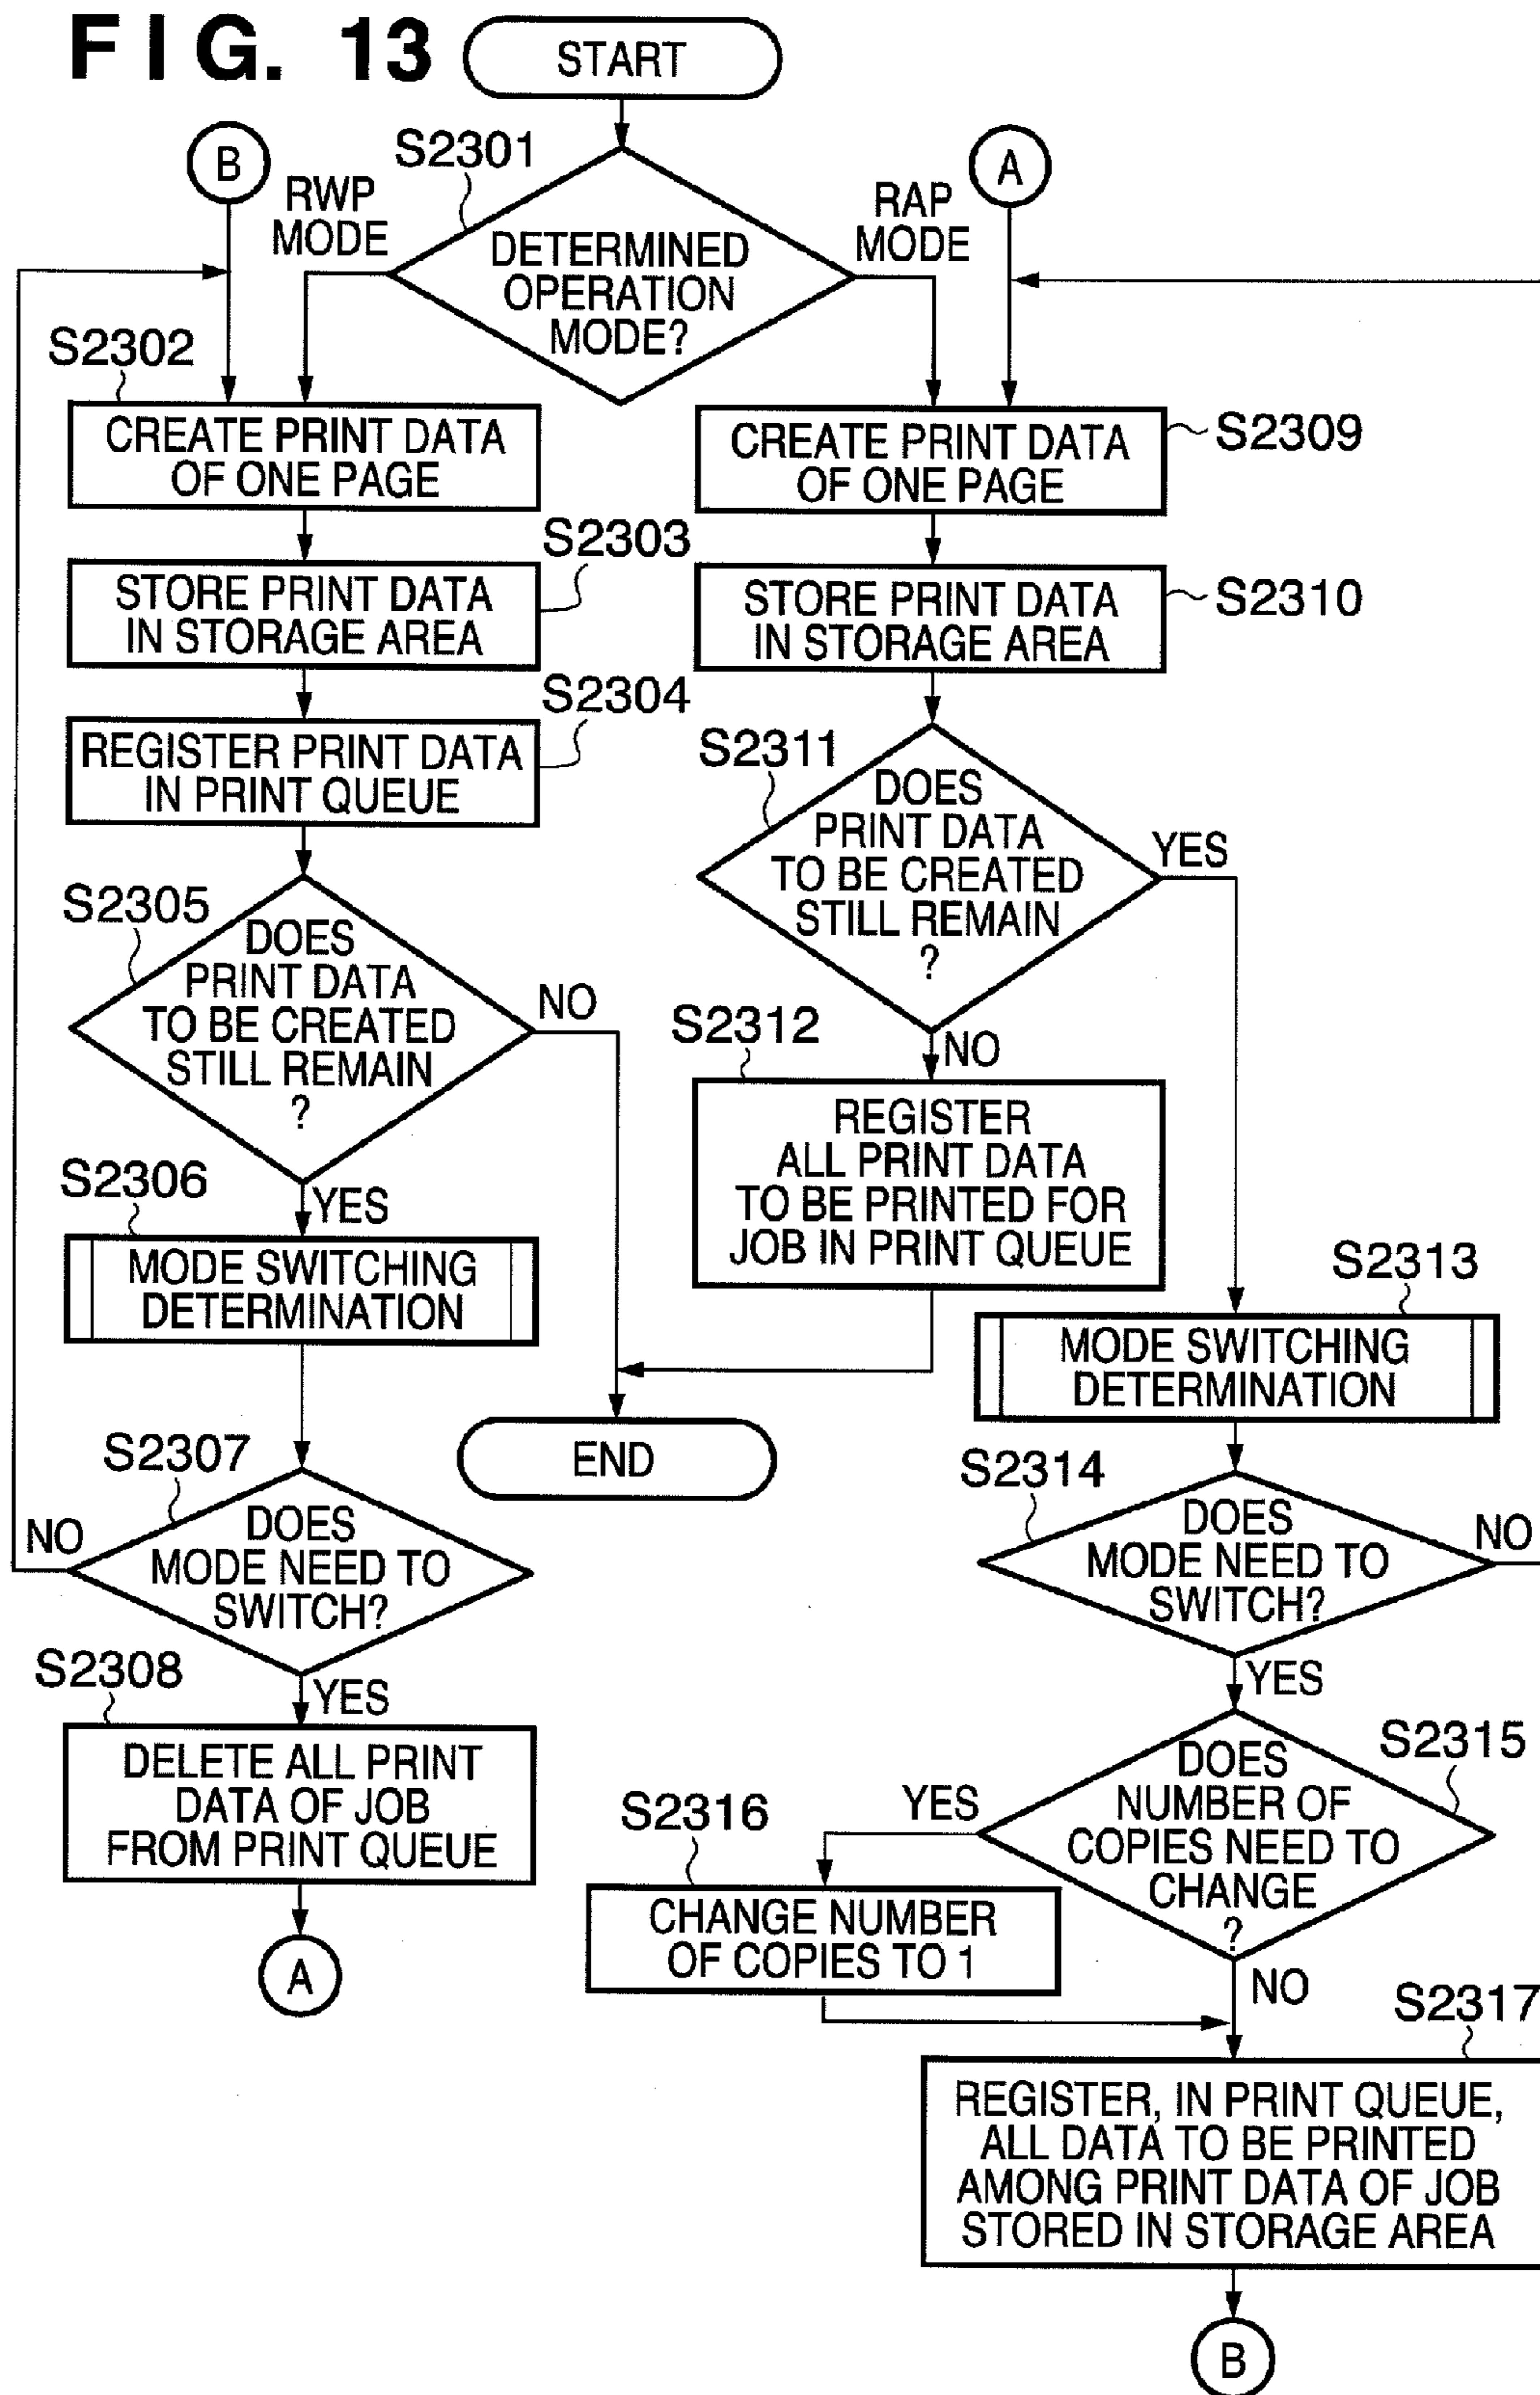 FIG. 13
START
B
S2301
A
RWP
MODE
RAP
MODE
DETERMINED
OPERATION
MODE?
S2302
CREATE PRINT DATA
OF ONE PAGE
CREATE PRINT DATA
OF ONE PAGE
S2309
S2303
STORE PRINT DATA
IN STORAGE AREA
STORE PRINT DATA
IN STORAGE AREA
S2310
S2304
REGISTER PRINT DATA
IN PRINT QUEUE
S2311
DOES
PRINT DATA
TO BE CREATED
STILL REMAIN
?
YES
S2305
DOES
PRINT DATA
TO BE CREATED
STILL REMAIN
?
NO
S2312
NO
REGISTER
ALL PRINT DATA
TO BE PRINTED FOR
JOB IN PRINT QUEUE
S2306
YES
MODE SWITCHING
DETERMINATION
S2313
MODE SWITCHING
DETERMINATION
END
S2307
NO
DOES
MODE NEED TO
SWITCH?
S2314
DOES
MODE NEED TO
SWITCH?
NO
S2308
YES
DELETE ALL PRINT
DATA OF JOB
FROM PRINT QUEUE
A
YES
S2315
DOES
NUMBER OF
COPIES NEED TO
CHANGE
?
YES
S2316
CHANGE NUMBER
OF COPIES TO 1
NO
S2317
REGISTER, IN PRINT QUEUE,
ALL DATA TO BE PRINTED
AMONG PRINT DATA OF JOB
STORED IN STORAGE AREA
B